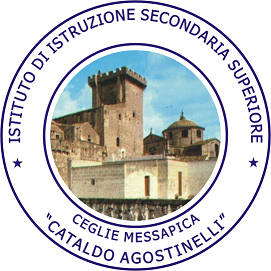 ISTITUTO DI ISTRUZIONE SECONDARIA SUPERIORE
CEGLIE MESSAPICA
“CATALDO AGOSTINELLI”